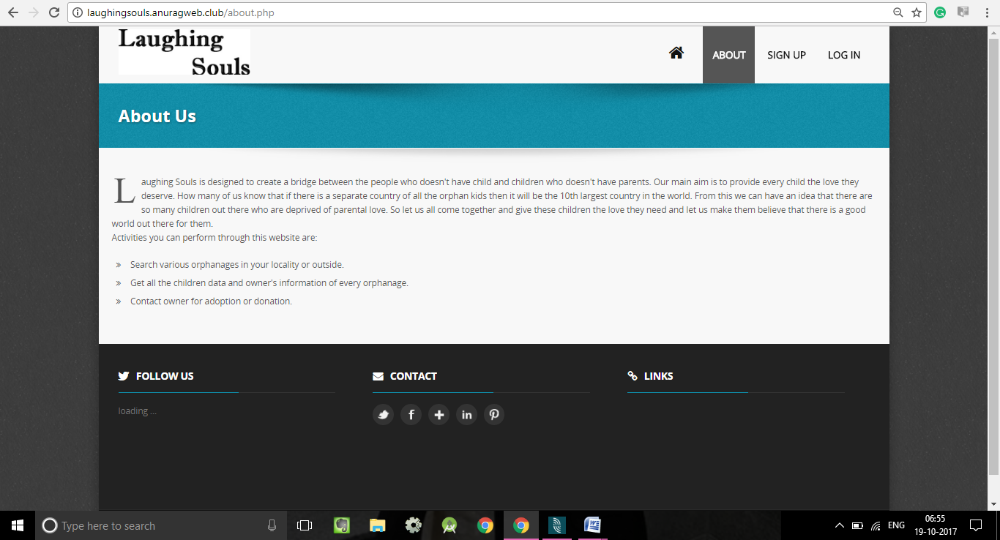 laughingsouls.anuragweb.club/about.php
Laughing
Souls
ABOUT
SIGN UP
LOG IN
About Us
Laughing Souls is designed to create a bridge between the people who doesn't have child and children who doesn't have parents. Our main aim is to provide every child the love they
deserve. How many of us know that if there is a separate country of all the orphan kids then it will be the 10th largest country in the world. From this we can have an idea that there are
so many children out there who are deprived of parental love. So let us all come together and give these children the love they need and let us make them believe that there is a good
world out there for them.
Activities you can perform through this website are:
» Search various orphanages in your locality or outside.
» Get all the children data and owner's information of every orphanage.
» Contact owner for adoption or donation.
FOLLOW US
loading ...
CONTACT
LINKS
Type here to search
ENG
06:55
19-10-2017